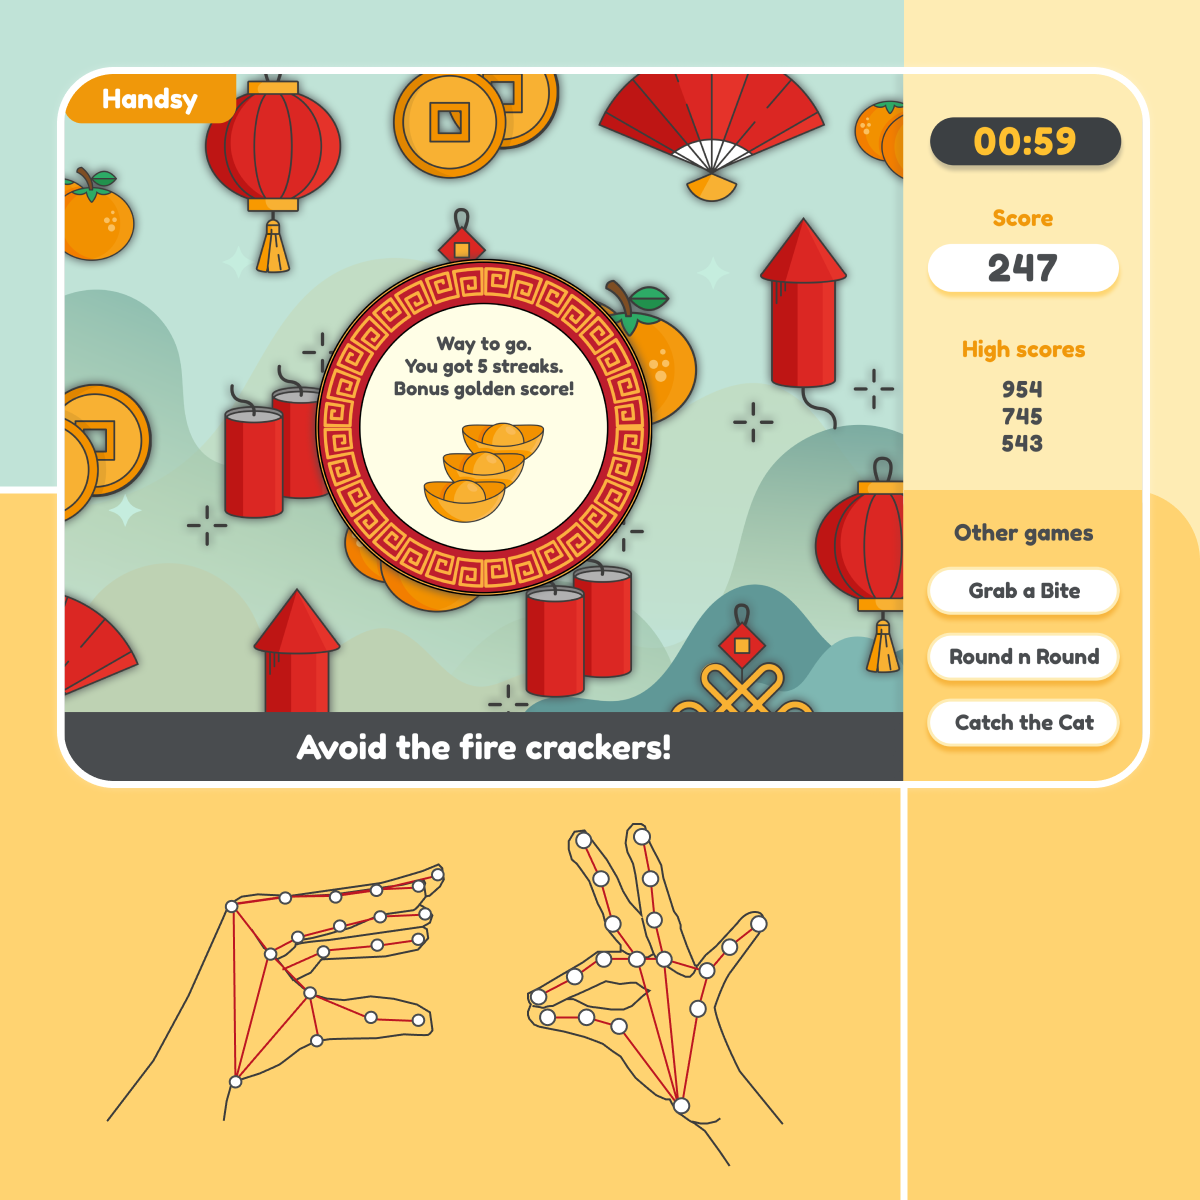 Handsy
00:59
Score
247
High scores
954
745
543
Way to go.
You got 5 streaks.
Bonus golden score!
Other games
Grab a Bite
Round n Round
Catch the Cat
Avoid the fire crackers!